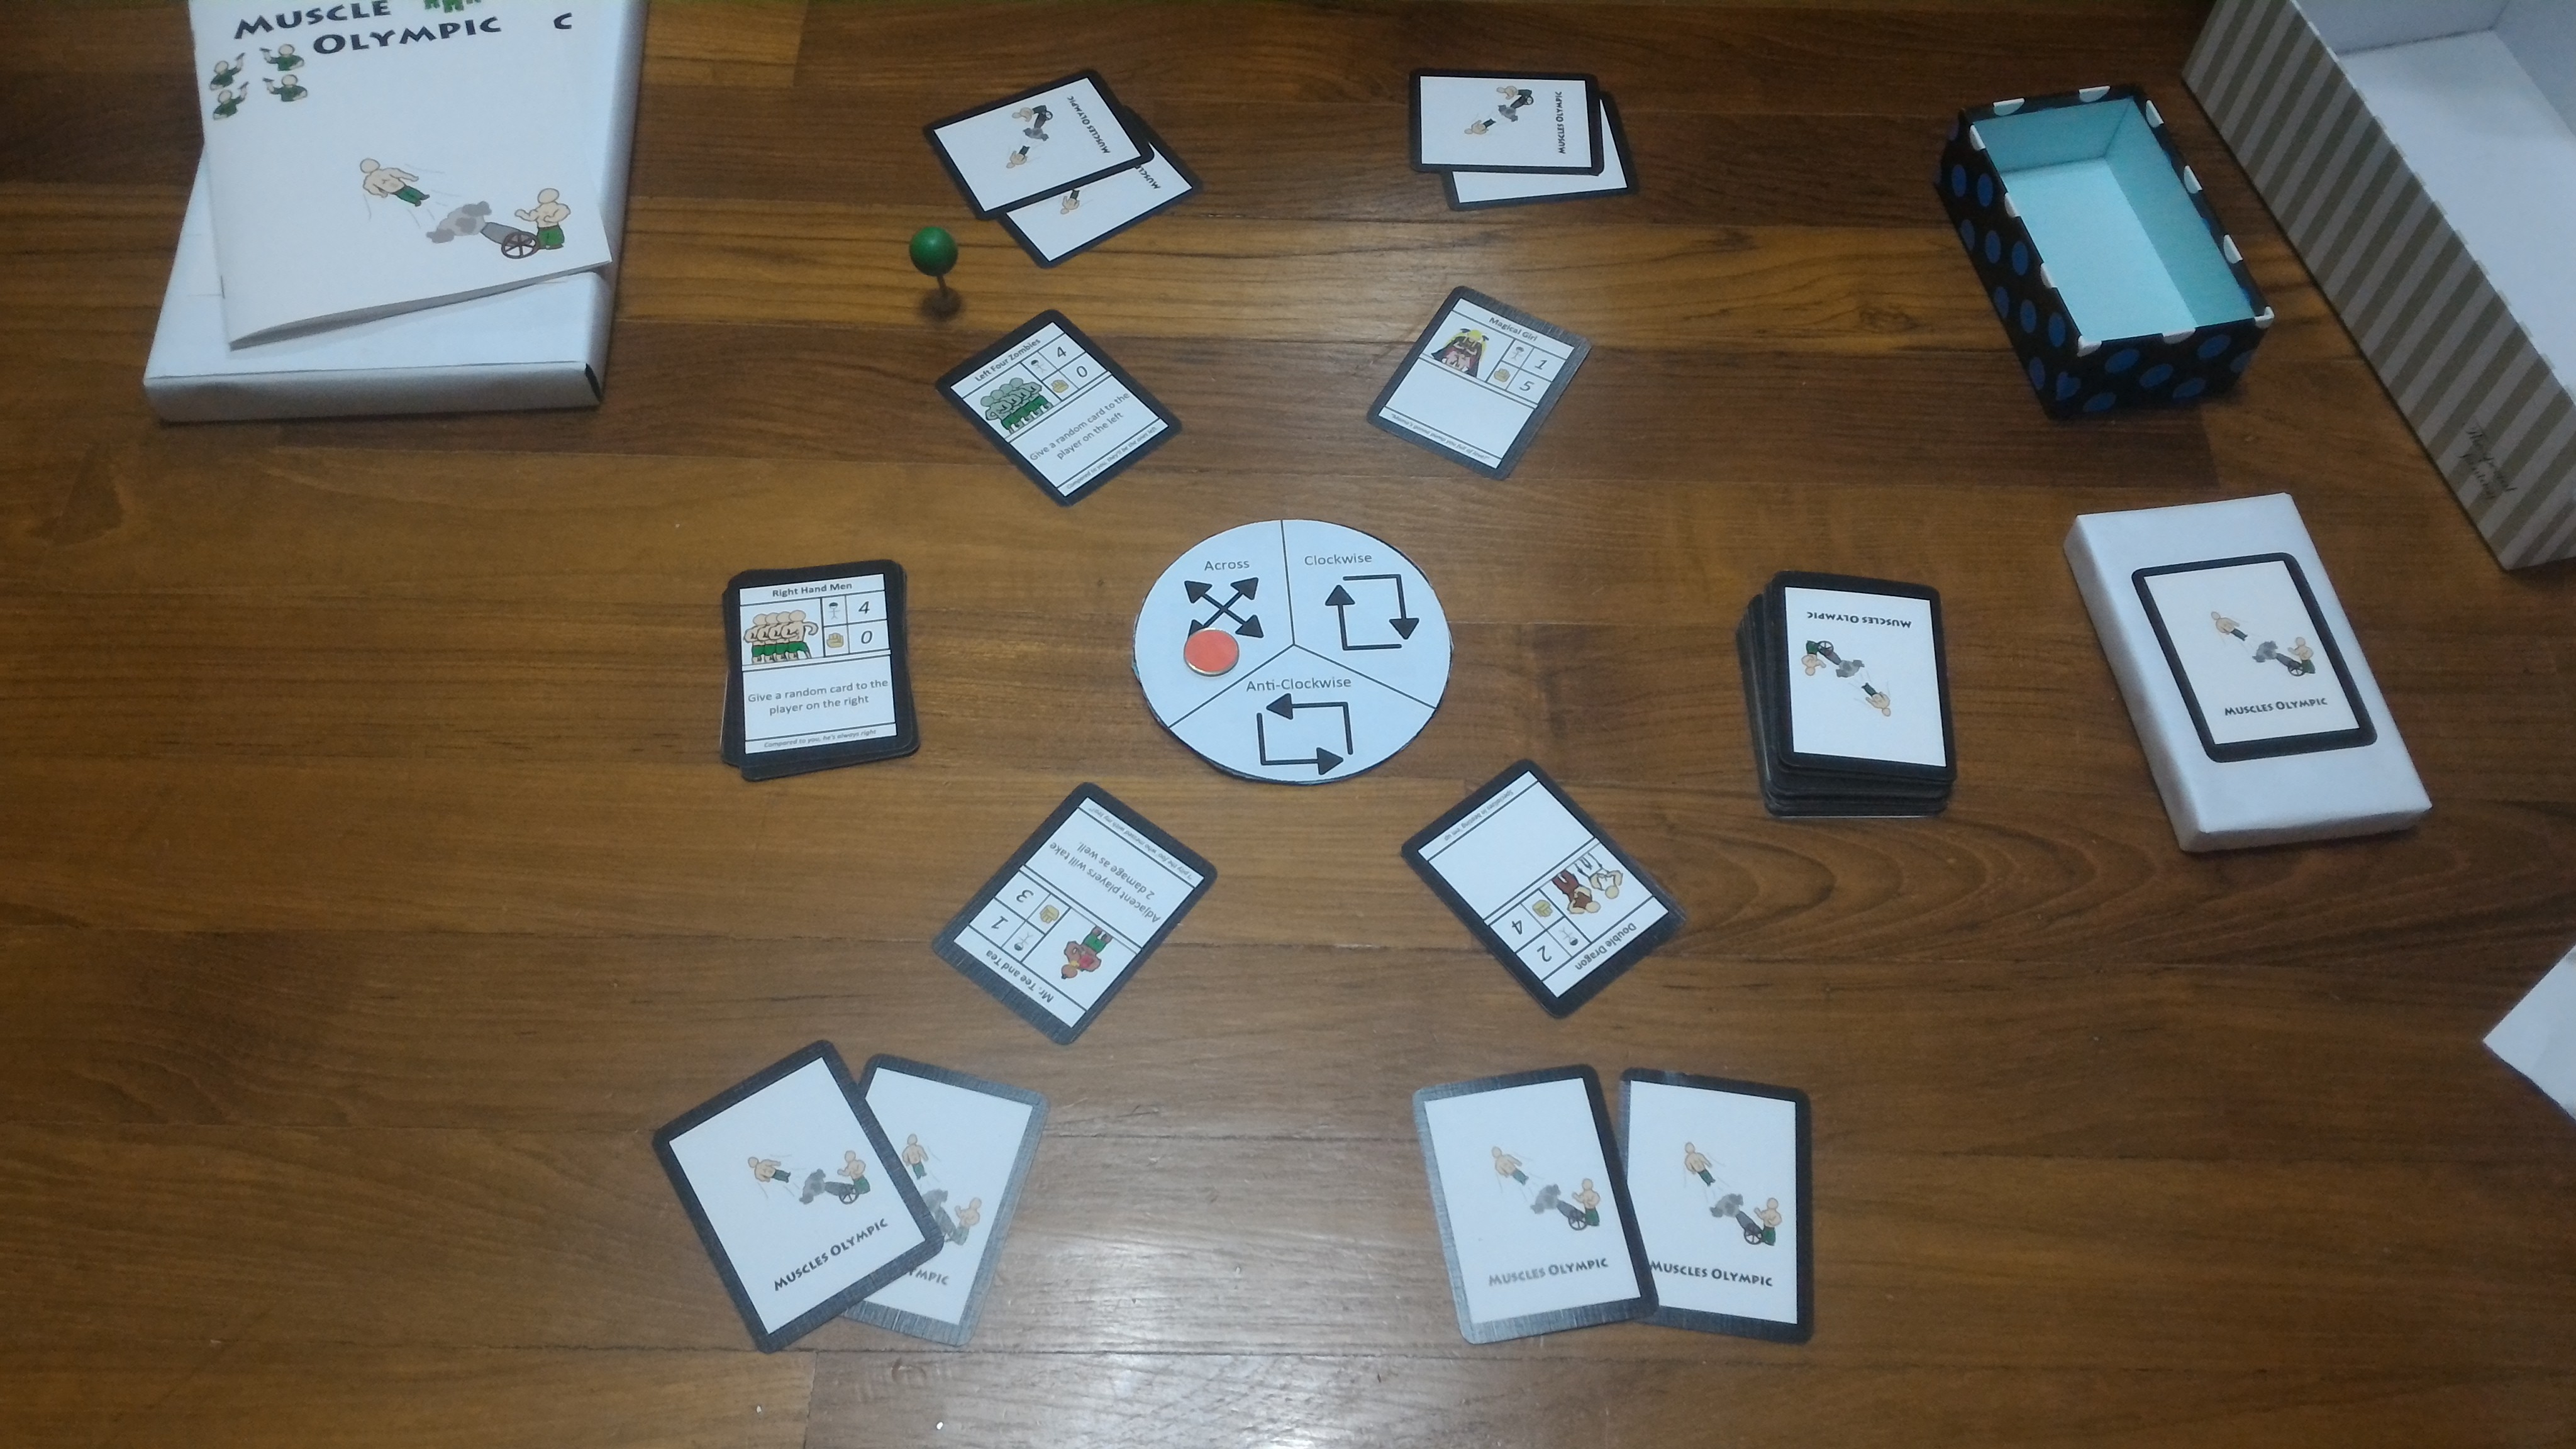 MUSCLE
OLYMPIC C
MUSCLES OLYMPIC
MUSCLES OLYMPIC
Left Four Zombies
4
0
Give a random card to the
player on the left
Magical Girl
1
5
Right Hand Men
4
0
Give a random card to the
player on the right
Compared to you, he's always right
Across
Clockwise
Anti-Clockwise
MUSCLES OLYMPIC
MUSCLES OLYMPIC
Mr. Tee and Tea
1
3
Adjacent players will take
2 damage as well.
Double Dragon
2
4
MUSCLES OLYMPIC
MUSCLES OLYMPIC
MUSCLES OLYMPIC